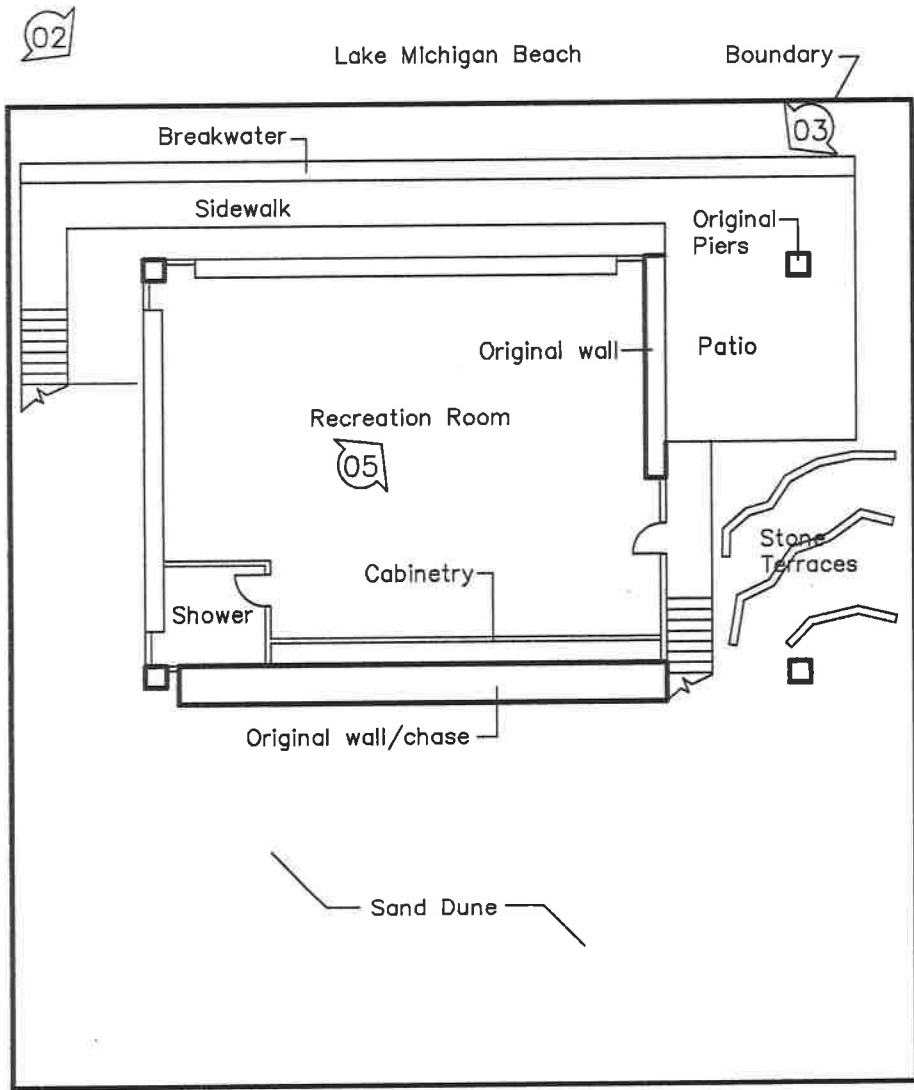 02
Lake Michigan Beach
Boundary
03
Breakwater
Sidewalk
Original
Piers
Original wall
Patio
Recreation Room
05
Stone
Terraces
Cabinetry
Shower
Original wall/chase
Sand Dune